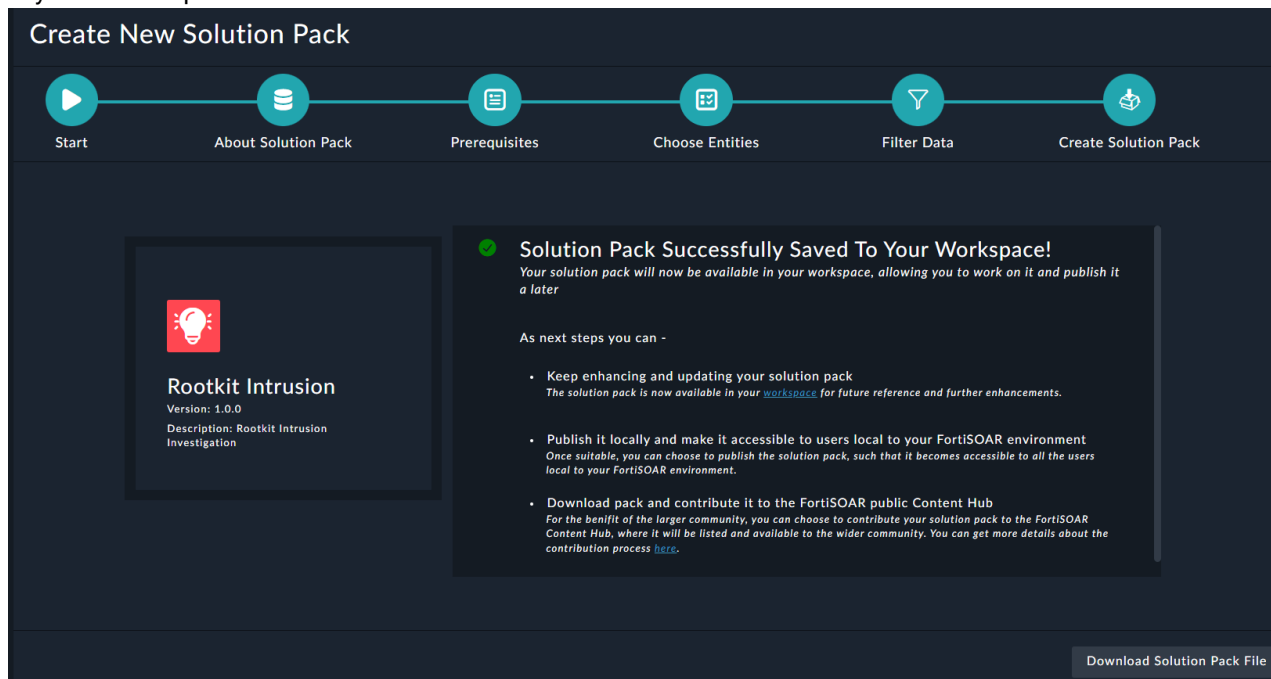 Create New Solution Pack
Start
About Solution Pack
Prerequisites
Choose Entities
Filter Data
Create Solution Pack
Rootkit Intrusion
Version: 1.0.0
Description: Rootkit Intrusion
Investigation
Solution Pack Successfully Saved To Your Workspace!
Your solution pack will now be available in your workspace, allowing you to work on it and publish it
a later
As next steps you can -
• Keep enhancing and updating your solution pack
The solution pack is now available in your workspace for future reference and further enhancements.
• Publish it locally and make it accessible to users local to your FortiSOAR environment
Once suitable, you can choose to publish the solution pack, such that it becomes accessible to all the users
local to your FortiSOAR environment.
• Download pack and contribute it to the FortiSOAR public Content Hub
For the benifit of the larger community, you can choose to contribute your solution pack to the FortiSOAR
Content Hub, where it will be listed and available to the wider community. You can get more details about the
contribution process here.
Download Solution Pack File